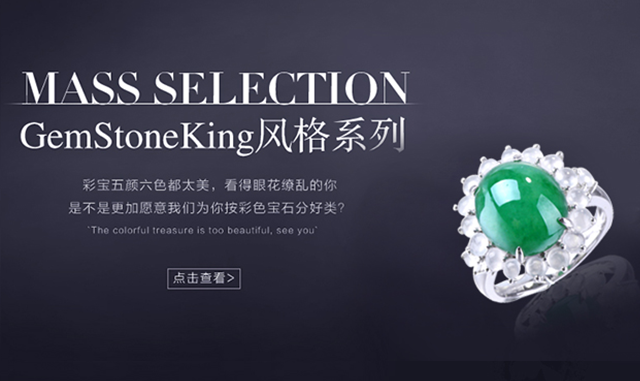 MASS SELECTION
GemStoneKing风格系列
彩宝五颜六色都太美，看得眼花缭乱的你
是不是更加愿意我们为你按彩色宝石分好类?
'The colorful treasure is too beautiful, see you'
点击查看>